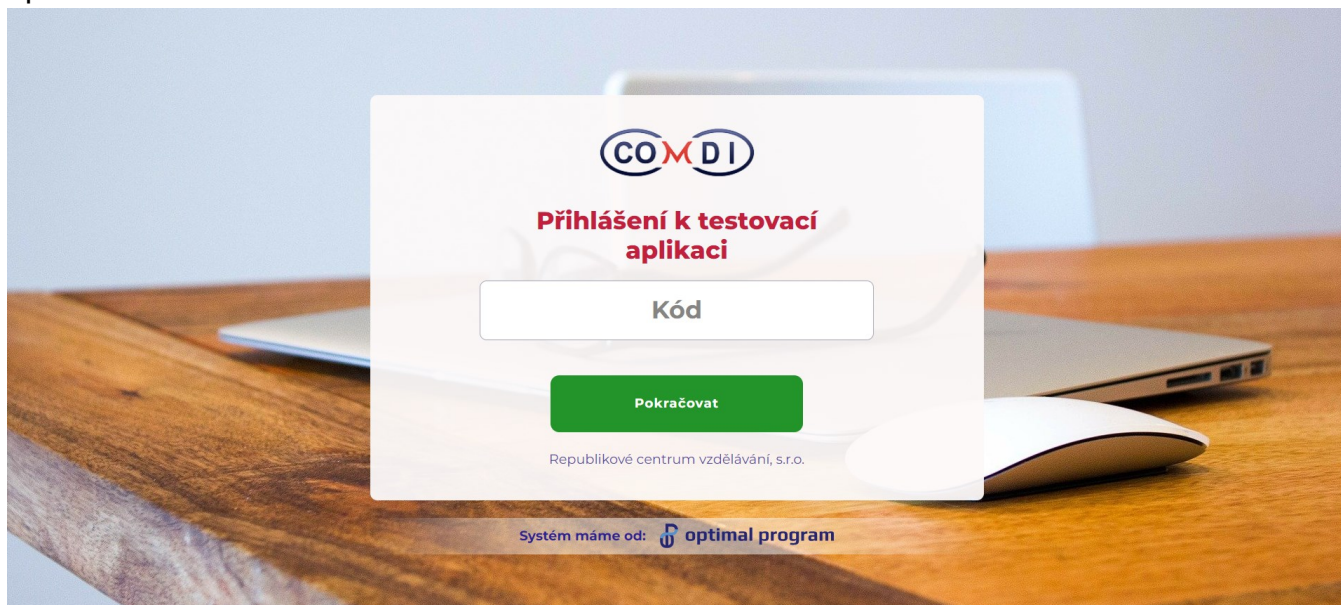 COMDI
Přihlášení k testovací
aplikaci
Kód
Pokračovat
Republikové centrum vzdělávání, s.r.o.
Systém máme od: optimal program